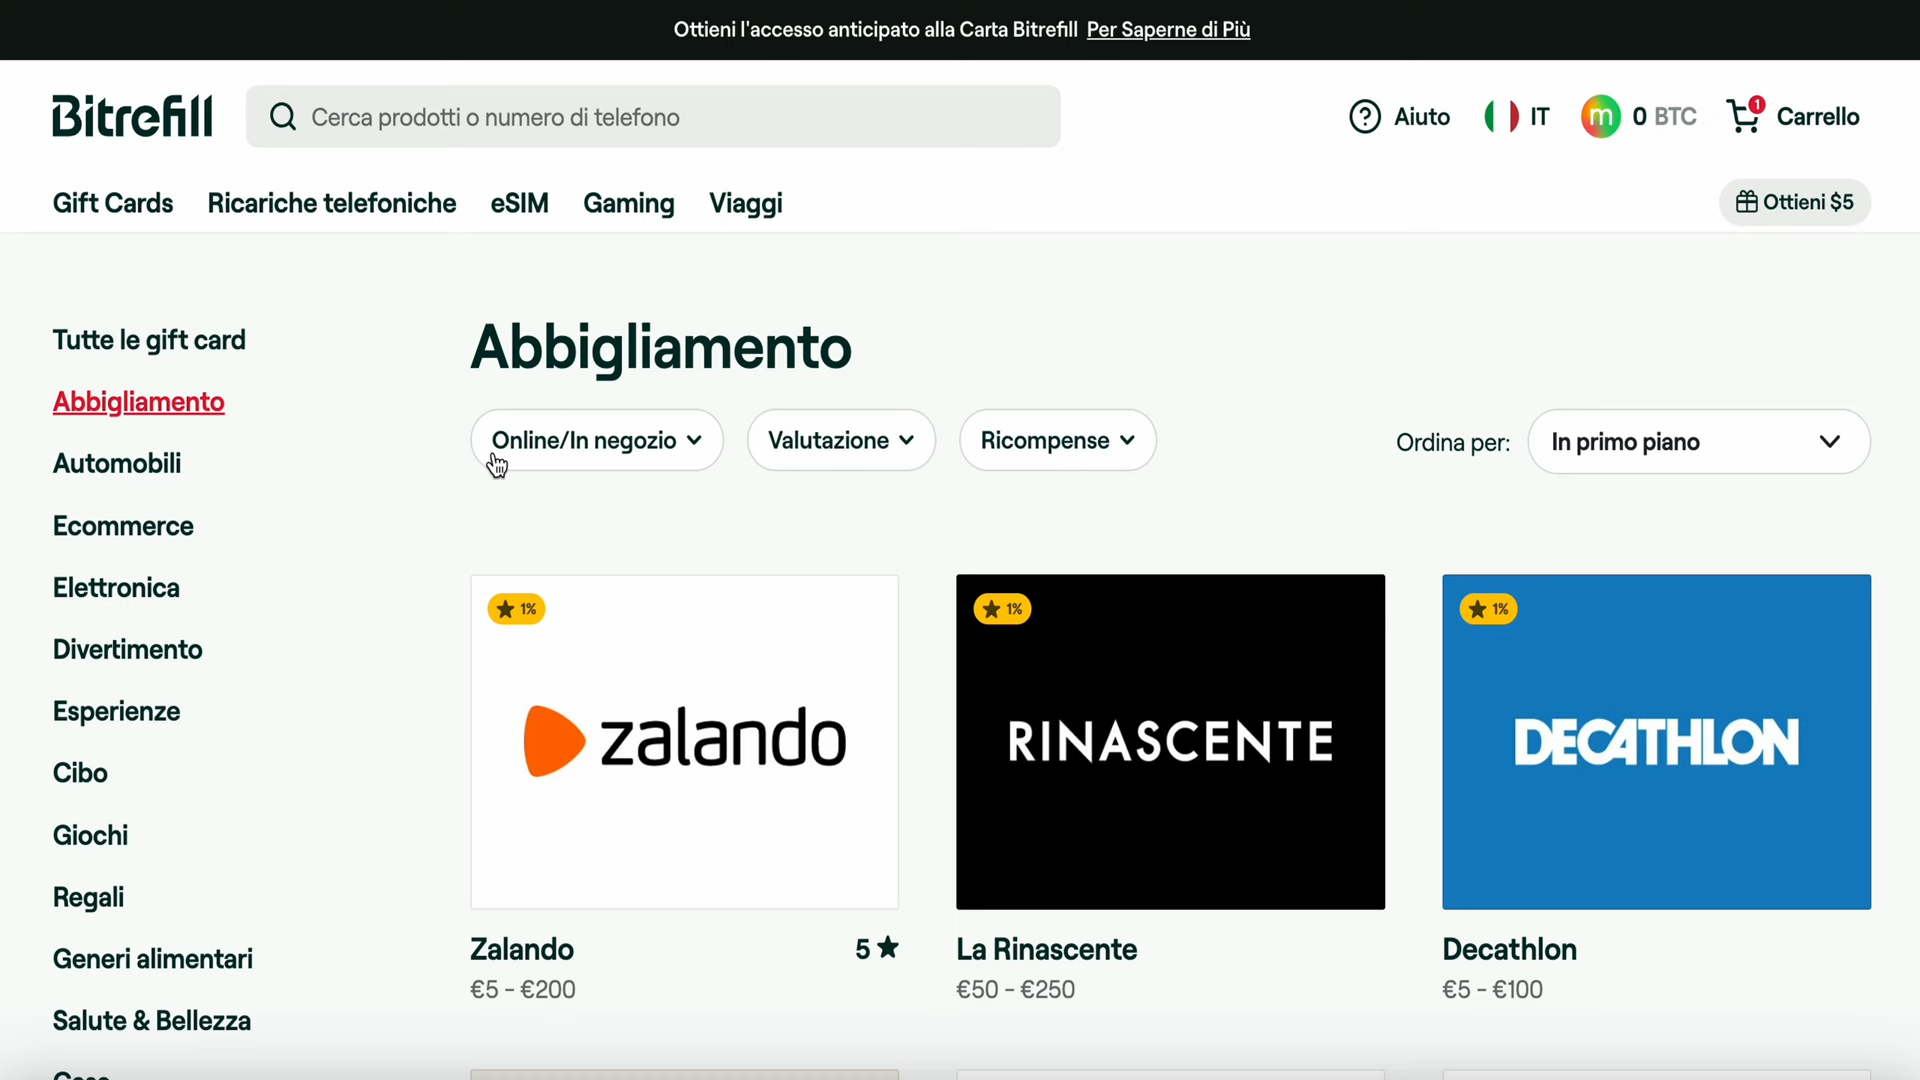 Ottieni l'accesso anticipato alla Carta Bitrefill Per Saperne di Più
Bitrefill
Cerca prodotti o numero di telefono
Aiuto
IT
m
0 BTC
1
Carrello
Gift Cards
Ricariche telefoniche
eSIM
Gaming
Viaggi
Ottieni $5
Tutte le gift card
Abbigliamento
Automobili
Ecommerce
Elettronica
Divertimento
Esperienze
Cibo
Giochi
Regali
Generi alimentari
Salute & Bellezza
Abbigliamento
Online/In negozio
Valutazione
Ricompense
Ordina per:
In primo piano
1%
zalando
Zalando
5
€5 - €200
1%
RINASCENTE
La Rinascente
€50 - €250
1%
DECATHLON
Decathlon
€5 - €100